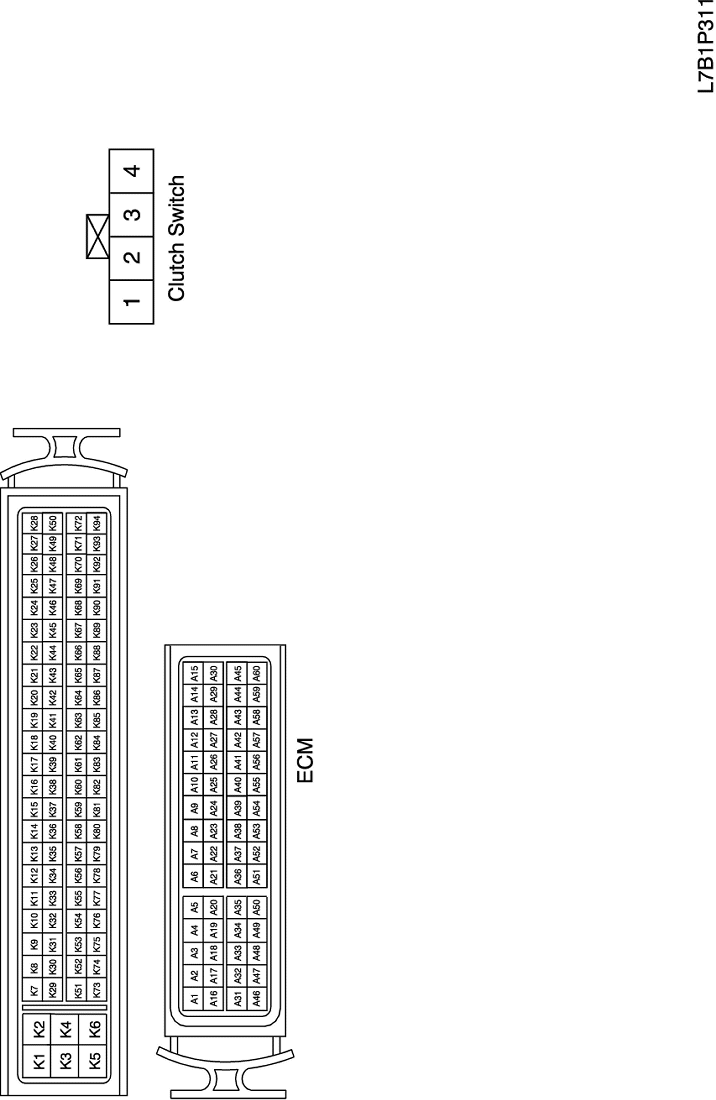 K1 K2
K3 K4
K5 K6
K7 K8 K9 K10 K11 K12 K13 K14 K15 K16 K17 K18 K19 K20 K21 K22 K23 K24 K25 K26 K27 K28
K29 K30 K31 K32 K33 K34 K35 K36 K37 K38 K39 K40 K41 K42 K43 K44 K45 K46 K47 K48 K49 K50
K51 K52 K53 K54 K55 K56 K57 K58 K59 K60 K61 K62 K63 K64 K65 K66 K67 K68 K69 K70 K71 K72
K73 K74 K75 K76 K77 K78 K79 K80 K81 K82 K83 K84 K85 K86 K87 K88 K89 K90 K91 K92 K93 K94
1 2 3 4
Clutch Switch
A1 A2 A3 A4 A5 A6 A7 A8 A9 A10 A11 A12 A13 A14 A15
A16 A17 A18 A19 A20 A21 A22 A23 A24 A25 A26 A27 A28 A29 A30
A31 A32 A33 A34 A35 A36 A37 A38 A39 A40 A41 A42 A43 A44 A45
A46 A47 A48 A49 A50 A51 A52 A53 A54 A55 A56 A57 A58 A59 A60
ECM
L7B1P311